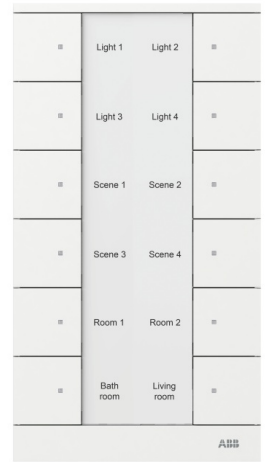 Light 1 Light 2
Light 3 Light 4
Scene 1 Scene 2
Scene 3 Scene 4
Room 1 Room 2
Bath Living
room room
ABB